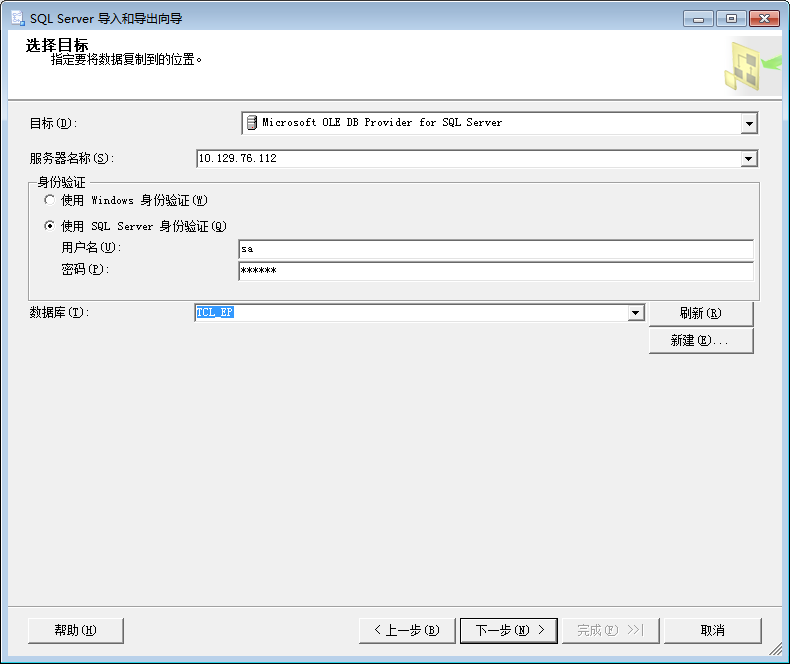 SQL Server 导入和导出向导
选择目标
指定要将数据复制到的位置。
目标(D):
Microsoft OLE DB Provider for SQL Server
服务器名称(S):
10.129.76.112
身份验证
使用 Windows 身份验证(W)
使用 SQL Server 身份验证(Q)
用户名(U):
sa
密码(P):
******
数据库(T):
TCL_EP
刷新(R)
新建(E)...
帮助(H)
< 上一步(B)
下一步(N) >
完成(F) >>|
取消